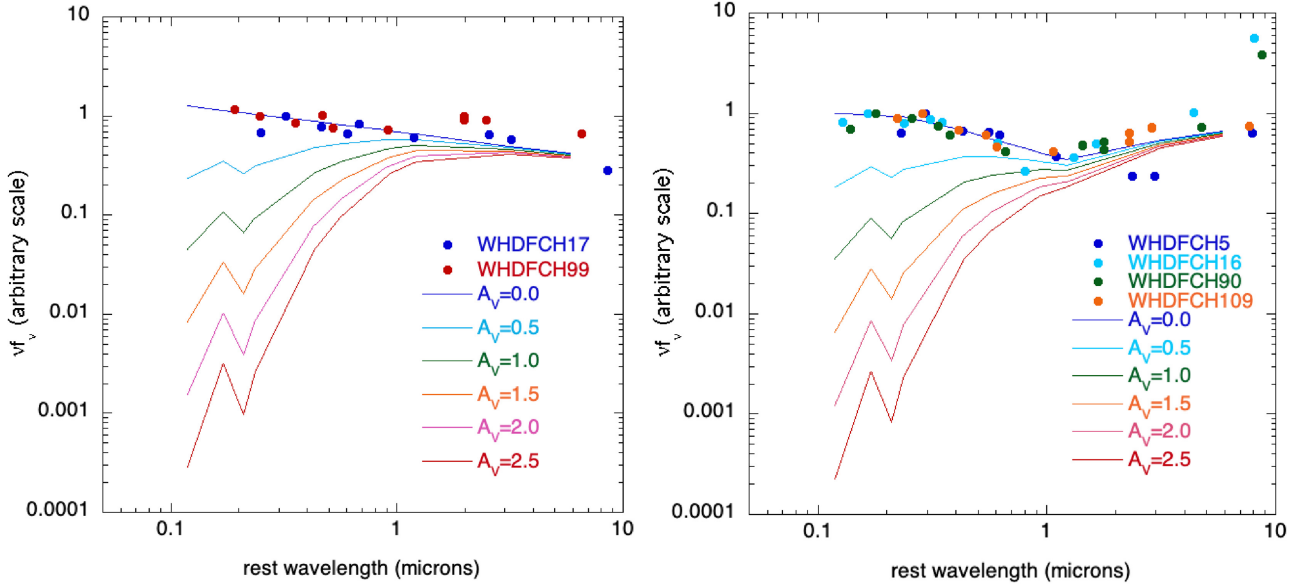 10
1
0.1
0.01
0.001
0.0001
νf_ν (arbitrary scale)
WHDFCH17
WHDFCH99
A_V=0.0
A_V=0.5
A_V=1.0
A_V=1.5
A_V=2.0
A_V=2.5
0.1 1 10
rest wavelength (microns)
10
1
0.1
0.01
0.001
0.0001
νf_ν (arbitrary scale)
WHDFCH5
WHDFCH16
WHDFCH90
WHDFCH109
A_V=0.0
A_V=0.5
A_V=1.0
A_V=1.5
A_V=2.0
A_V=2.5
0.1 1 10
rest wavelength (microns)